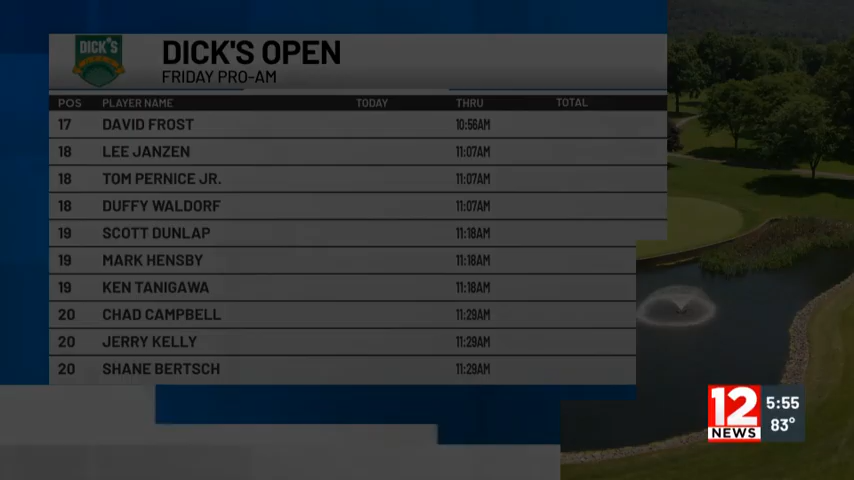 DICK'S
DICK'S OPEN
FRIDAY PRO-AM
POS PLAYER NAME TODAY THRU TOTAL
17 DAVID FROST 10:56AM
18 LEE JANZEN 11:07AM
18 TOM PERNICE JR. 11:07AM
18 DUFFY WALDORF 11:07AM
19 SCOTT DUNLAP 11:18AM
19 MARK HENSBY 11:18AM
19 KEN TANIGAWA 11:18AM
20 CHAD CAMPBELL 11:29AM
20 JERRY KELLY 11:29AM
20 SHANE BERTSCH 11:29AM
12 NEWS
5:55
83°